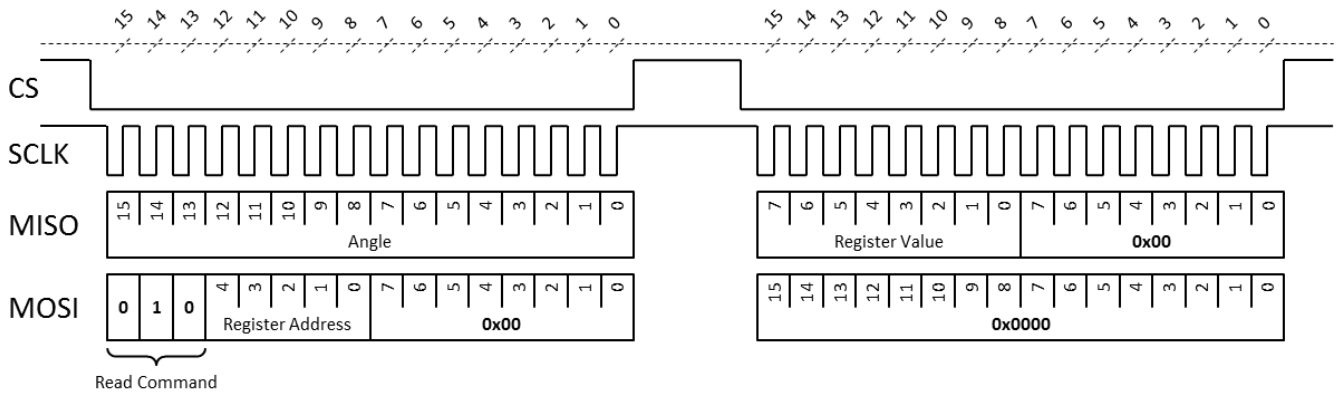 15 14 13 12 11 10 9 8 7 6 5 4 3 2 1 0 15 14 13 12 11 10 9 8 7 6 5 4 3 2 1 0
CS
SCLK
MISO 15 14 13 12 11 10 9 8 7 6 5 4 3 2 1 0 7 6 5 4 3 2 1 0 7 6 5 4 3 2 1 0
Angle Register Value 0x00
MOSI 0 1 0 4 3 2 1 0 7 6 5 4 3 2 1 0 15 14 13 12 11 10 9 8 7 6 5 4 3 2 1 0
Register Address 0x00 0x0000
Read Command